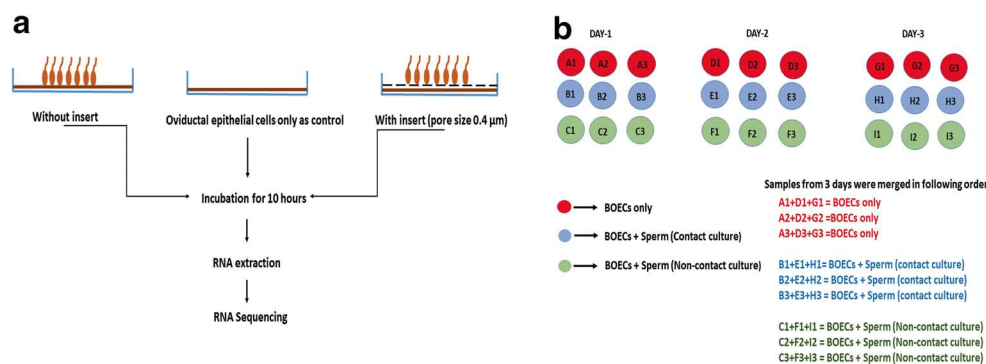 a
Without insert
Oviductal epithelial cells only as control
With insert (pore size 0.4 μm)
Incubation for 10 hours
RNA extraction
RNA Sequencing
b
DAY-1
DAY-2
DAY-3
A1 A2 A3
D1 D2 D3
G1 G2 G3
B1 B2 B3
E1 E2 E3
H1 H2 H3
C1 C2 C3
F1 F2 F3
I1 I2 I3
BOECs only
BOECs + Sperm (Contact culture)
BOECs + Sperm (Non-contact culture)
Samples from 3 days were merged in following order
A1+D1+G1 = BOECs only
A2+D2+G2 =BOECs only
A3+D3+G3 =BOECs only
B1+E1+H1= BOECs + Sperm (contact culture)
B2+E2+H2 = BOECs + Sperm (contact culture)
B3+E3+H3 = BOECs + Sperm (contact culture)
C1+F1+I1 = BOECs + Sperm (Non-contact culture)
C2+F2+I2 = BOECs + Sperm (Non-contact culture)
C3+F3+I3 = BOECs + Sperm (Non-contact culture)